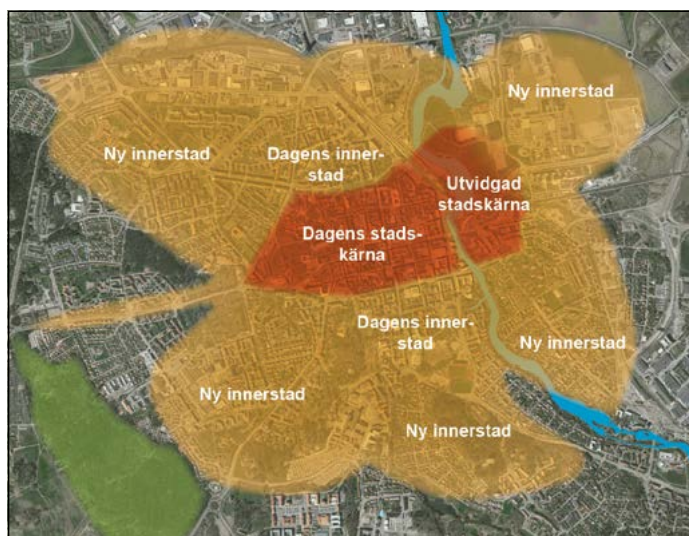 Ny innerstad
Ny innerstad
Dagens inner-
stad
Utvidgad
stadskärna
Dagens stads-
kärna
Dagens inner-
stad
Ny innerstad
Ny innerstad
Ny innerstad